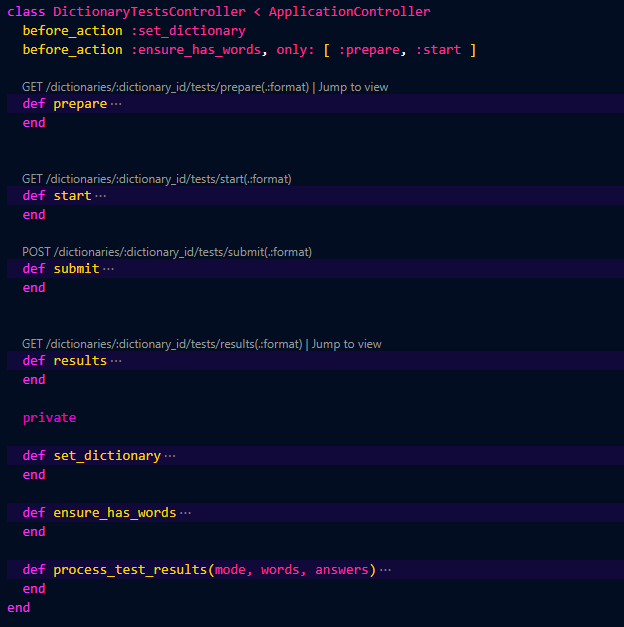 class DictionaryTestsController < ApplicationController
before_action :set_dictionary
before_action :ensure_has_words, only: [ :prepare, :start ]
GET /dictionaries/:dictionary_id/tests/prepare(.:format) | Jump to view
def prepare ···
end
GET /dictionaries/:dictionary_id/tests/start(.:format)
def start ···
end
POST /dictionaries/:dictionary_id/tests/submit(.:format)
def submit ···
end
GET /dictionaries/:dictionary_id/tests/results(.:format) | Jump to view
def results ···
end
private
def set_dictionary ···
end
def ensure_has_words ···
end
def process_test_results(mode, words, answers) ···
end
end